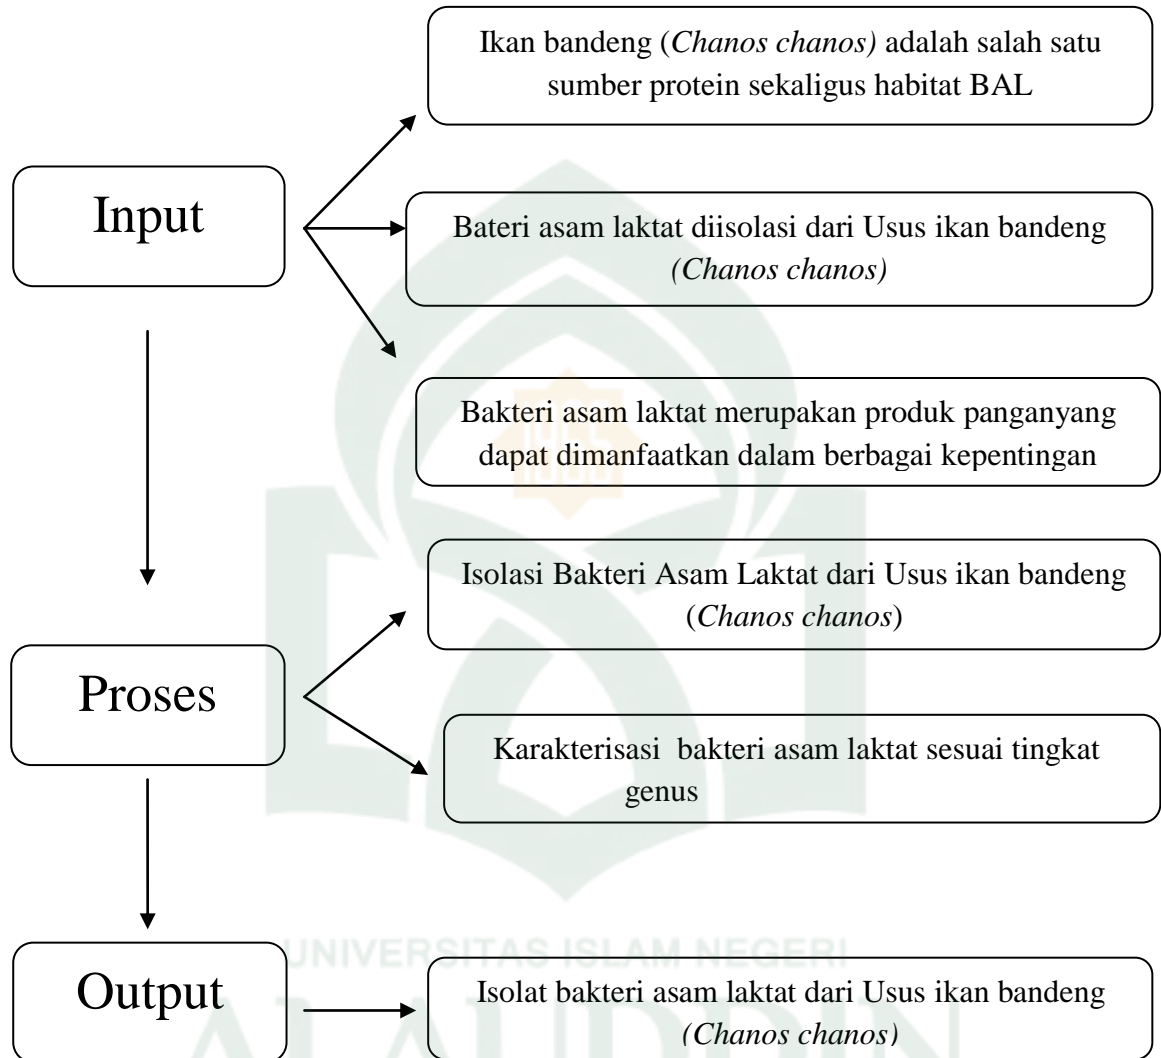 Ikan bandeng (Chanos chanos) adalah salah satu
sumber protein sekaligus habitat BAL
Input
Bateri asam laktat diisolasi dari Usus ikan bandeng
(Chanos chanos)
Bakteri asam laktat merupakan produk panganyang
dapat dimanfaatkan dalam berbagai kepentingan
Isolasi Bakteri Asam Laktat dari Usus ikan bandeng
(Chanos chanos)
Proses
Karakterisasi bakteri asam laktat sesuai tingkat
genus
UNIVERSITAS ISLAM NEGERI
Output
Isolat bakteri asam laktat dari Usus ikan bandeng
(Chanos chanos)
ALAUDDIN
1965